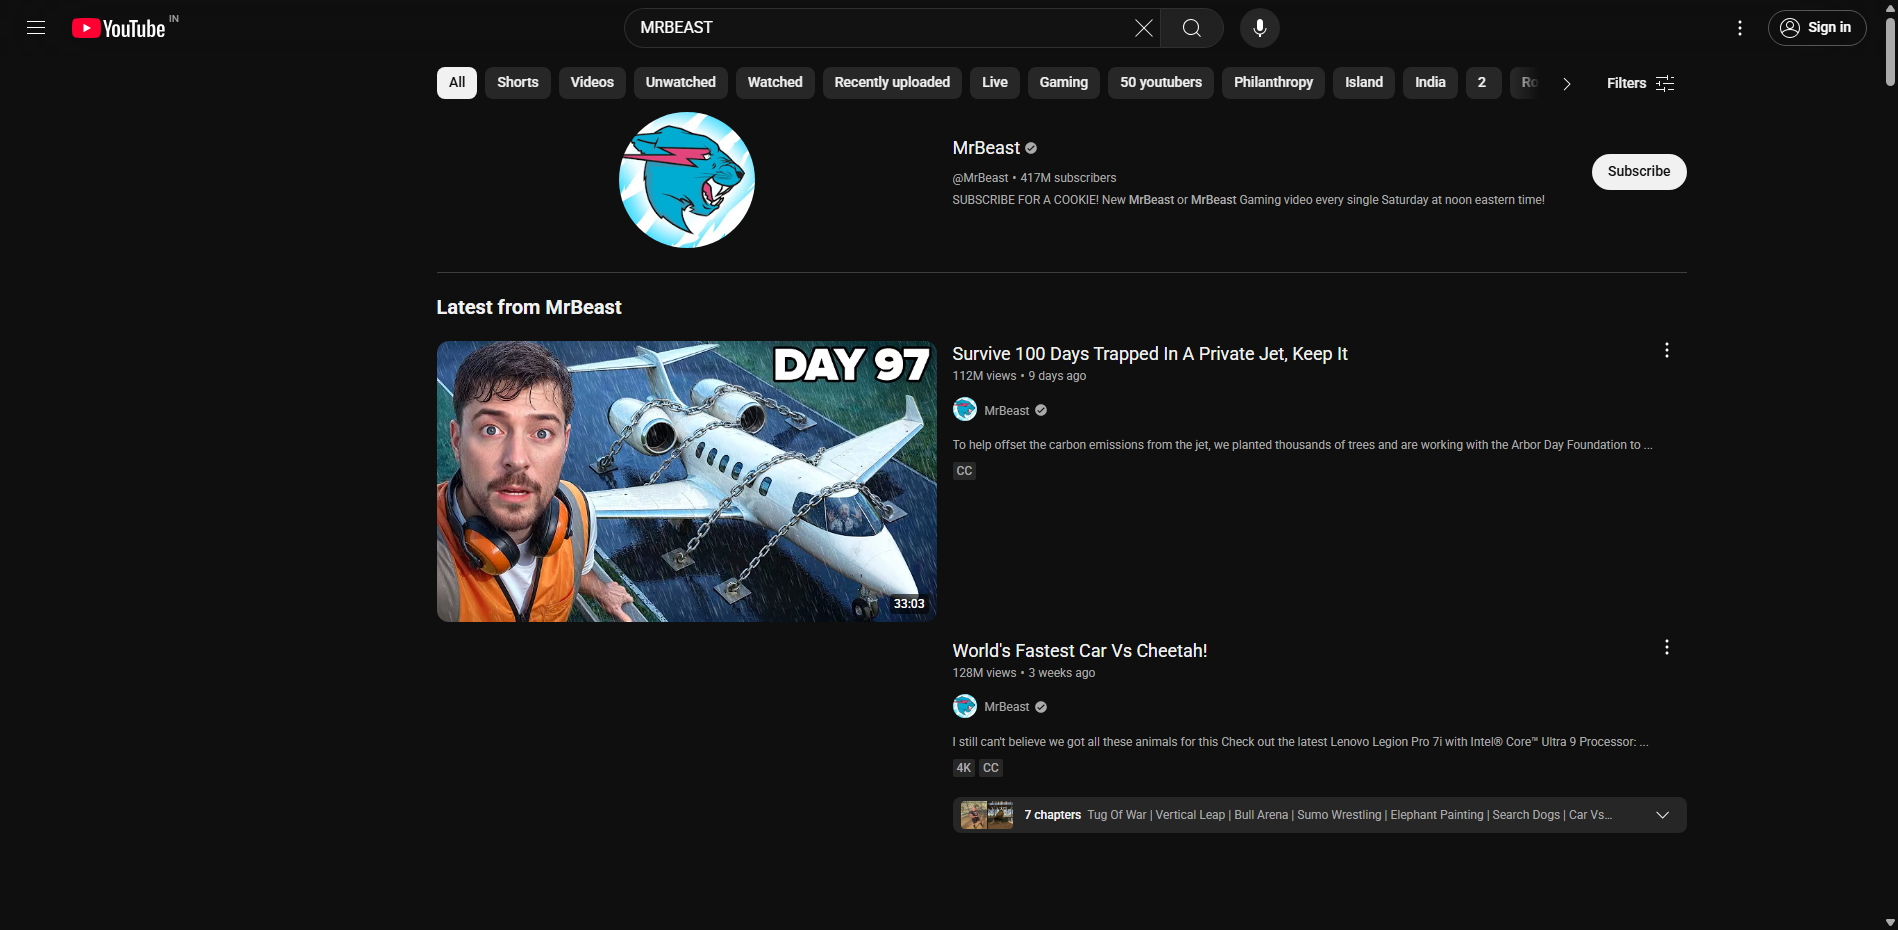 YouTube IN
MRBEAST
Sign in
All Shorts Videos Unwatched Watched Recently uploaded Live Gaming 50 youtubers Philanthropy Island India 2 Ro
Filters
MrBeast
@MrBeast • 417M subscribers
SUBSCRIBE FOR A COOKIE! New MrBeast or MrBeast Gaming video every single Saturday at noon eastern time!
Subscribe
Latest from MrBeast
DAY 97
33:03
Survive 100 Days Trapped In A Private Jet, Keep It
112M views • 9 days ago
MrBeast
To help offset the carbon emissions from the jet, we planted thousands of trees and are working with the Arbor Day Foundation to ...
CC
World's Fastest Car Vs Cheetah!
128M views • 3 weeks ago
MrBeast
I still can't believe we got all these animals for this Check out the latest Lenovo Legion Pro 7i with Intel® Core™ Ultra 9 Processor: ...
4K CC
7 chapters Tug Of War | Vertical Leap | Bull Arena | Sumo Wrestling | Elephant Painting | Search Dogs | Car Vs...